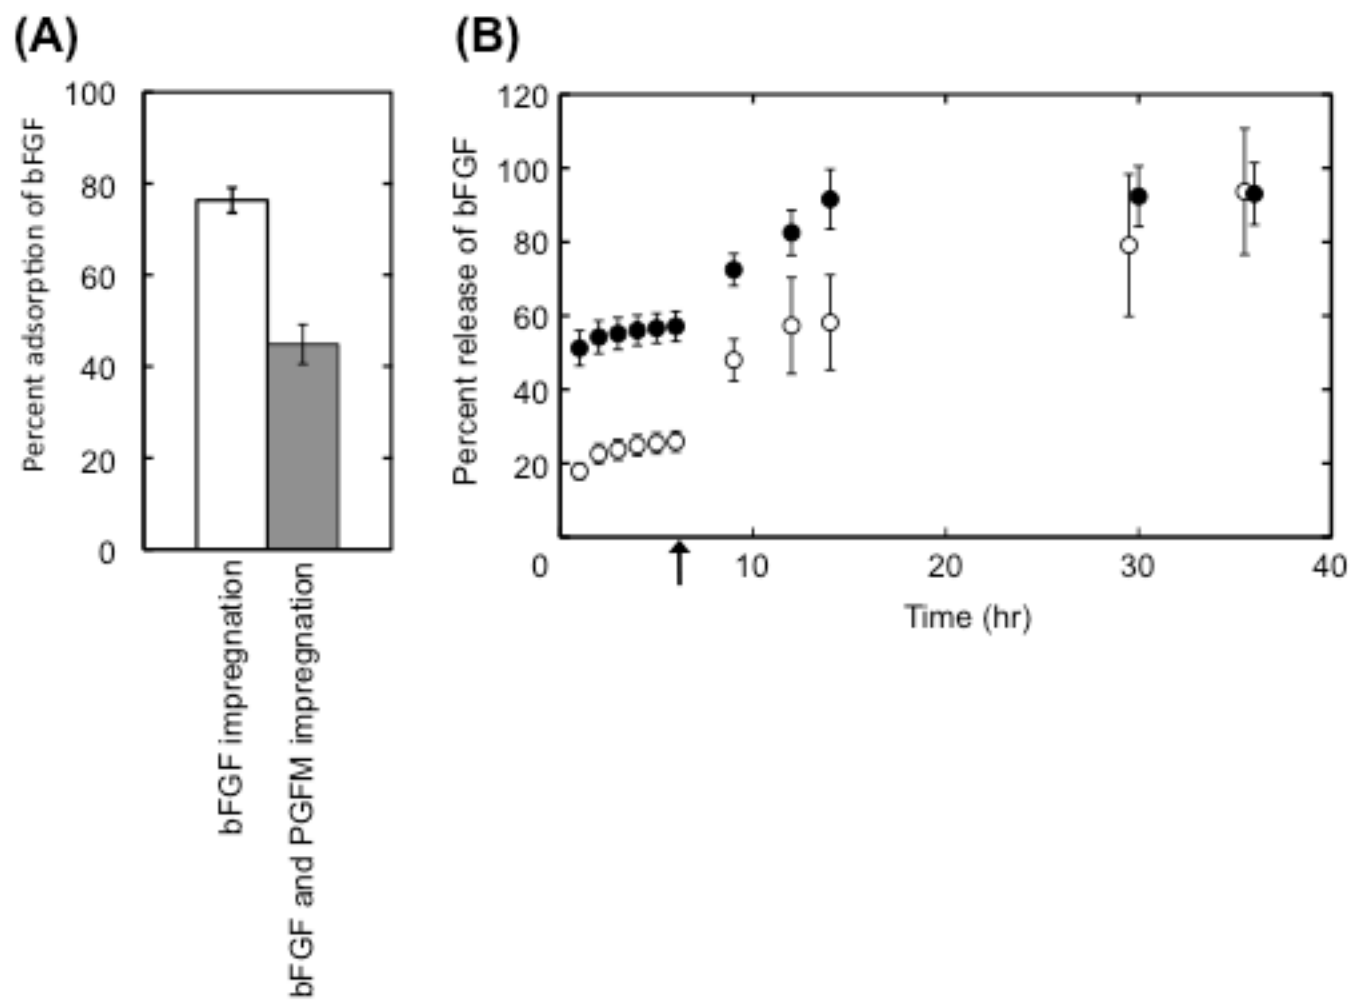 (A)
Percent adsorption of bFGF
100
80
60
40
20
0
bFGF impregnation
bFGF and PGFM impregnation
(B)
Percent release of bFGF
120
100
80
60
40
20
0
10
20
30
40
Time (hr)